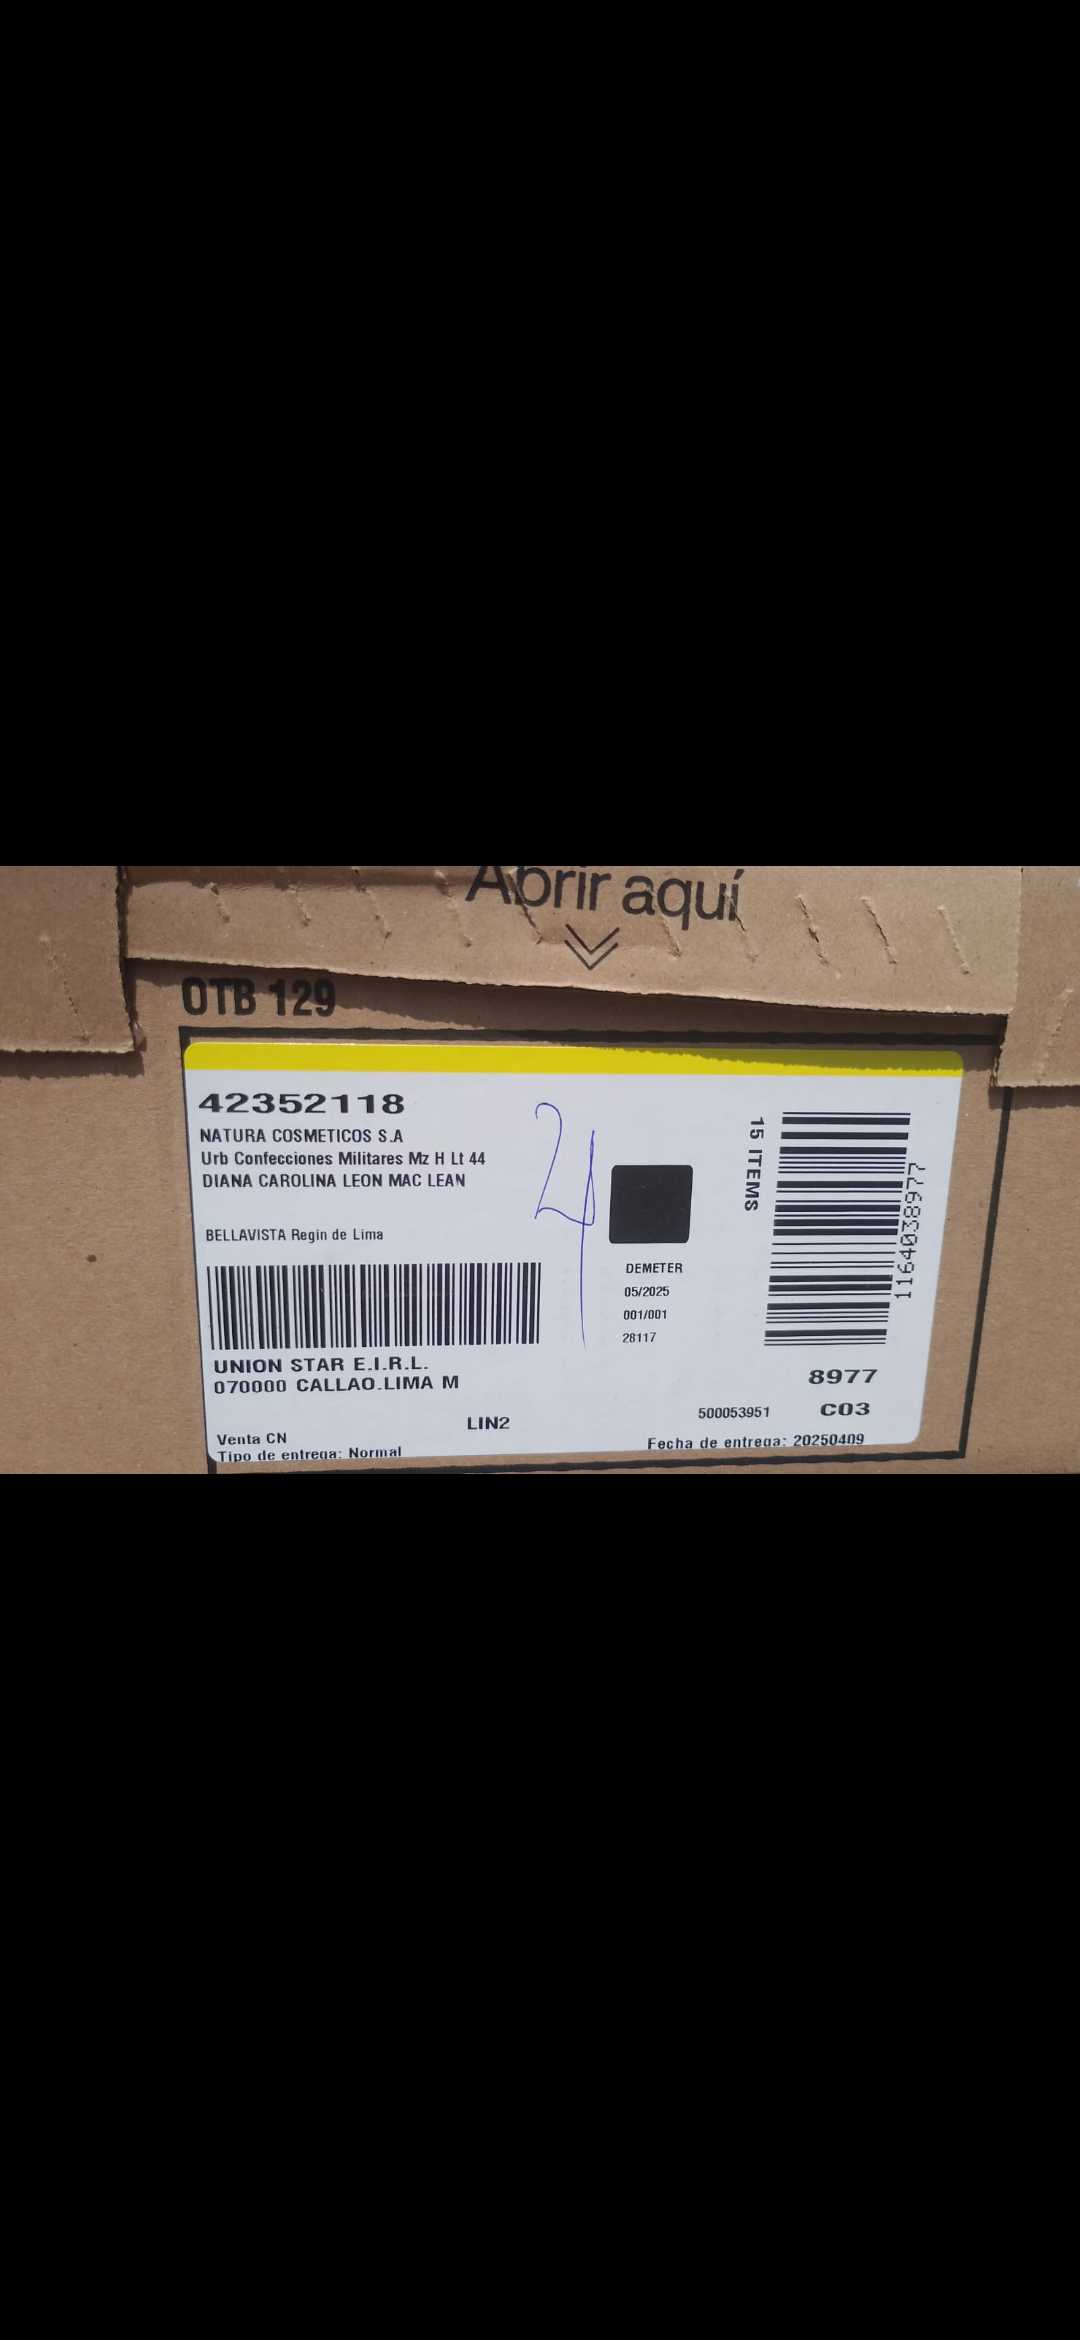 Abrir aquí
OTB 129
42352118
NATURA COSMETICOS S.A
Urb Confecciones Militares Mz H Lt 44
DIANA CAROLINA LEON MAC LEAN
BELLAVISTA Regin de Lima
24
15 ITEMS
1164038977
DEMETER
05/2025
001/001
28117
UNION STAR E.I.R.L.
070000 CALLAO.LIMA M
8977
LIN2
500053951 C03
Venta CN
Tipo de entrega: Normal
Fecha de entrega: 20250409